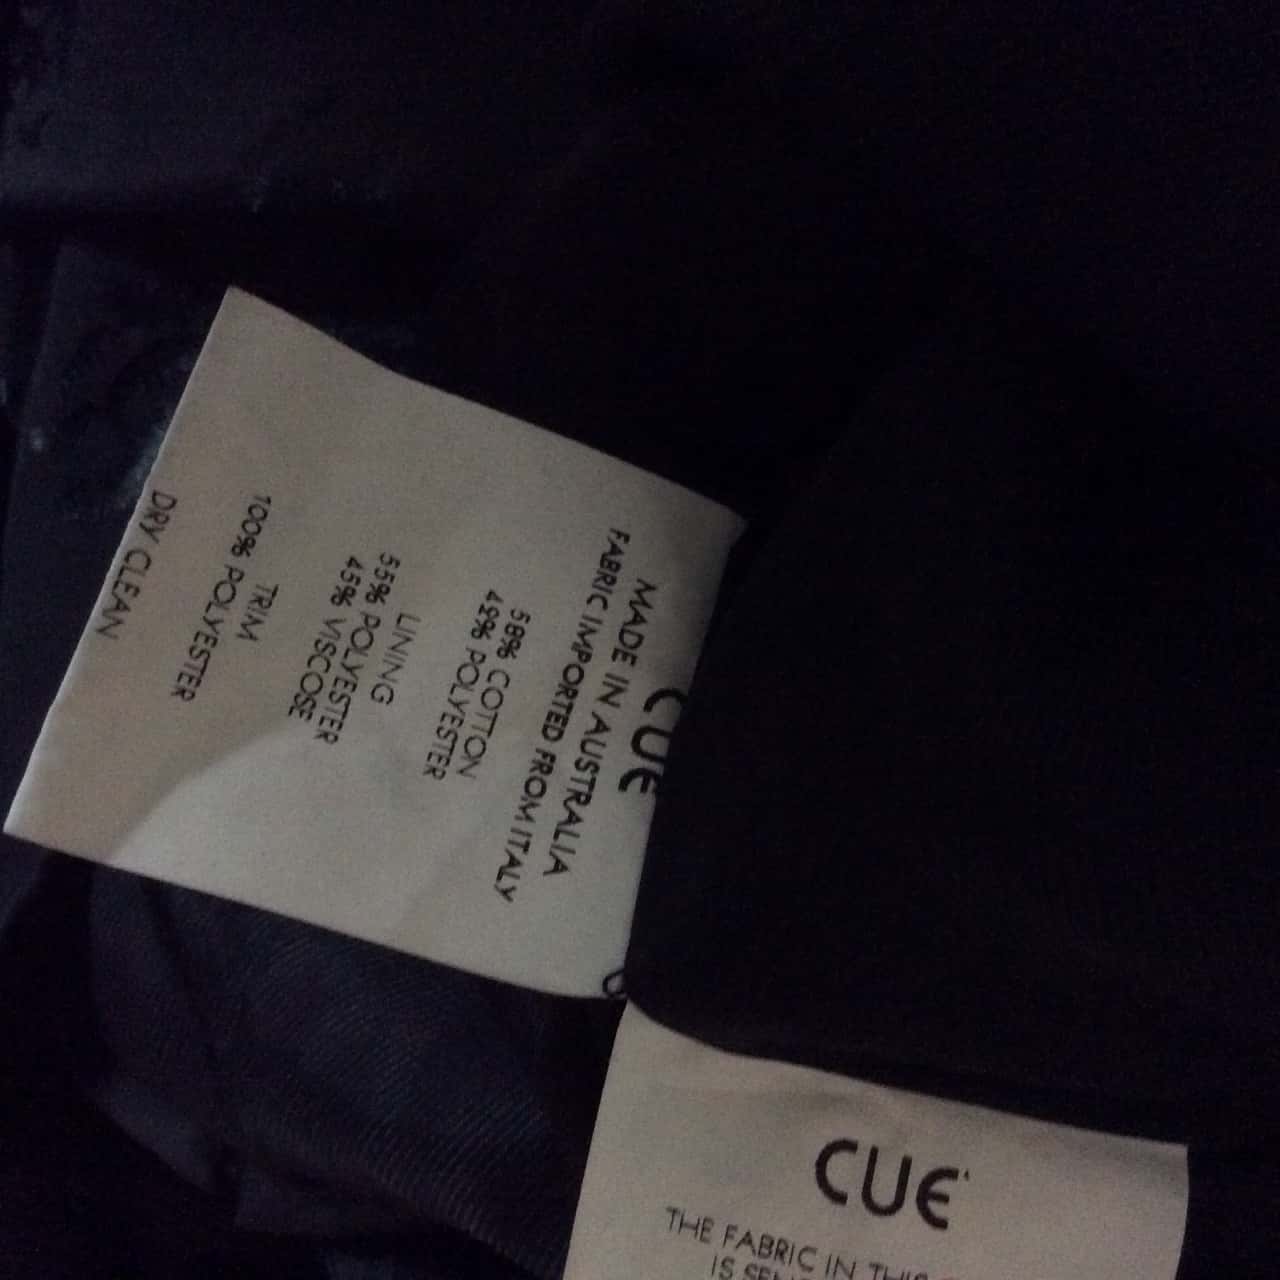 CUE
MADE IN AUSTRALIA
FABRIC IMPORTED FROM ITALY
58% COTTON
42% POLYESTER
LINING
55% POLYESTER
45% VISCOSE
TRIM
100% POLYESTER
DRY CLEAN
CUE
THE FABRIC IN THIS
IS